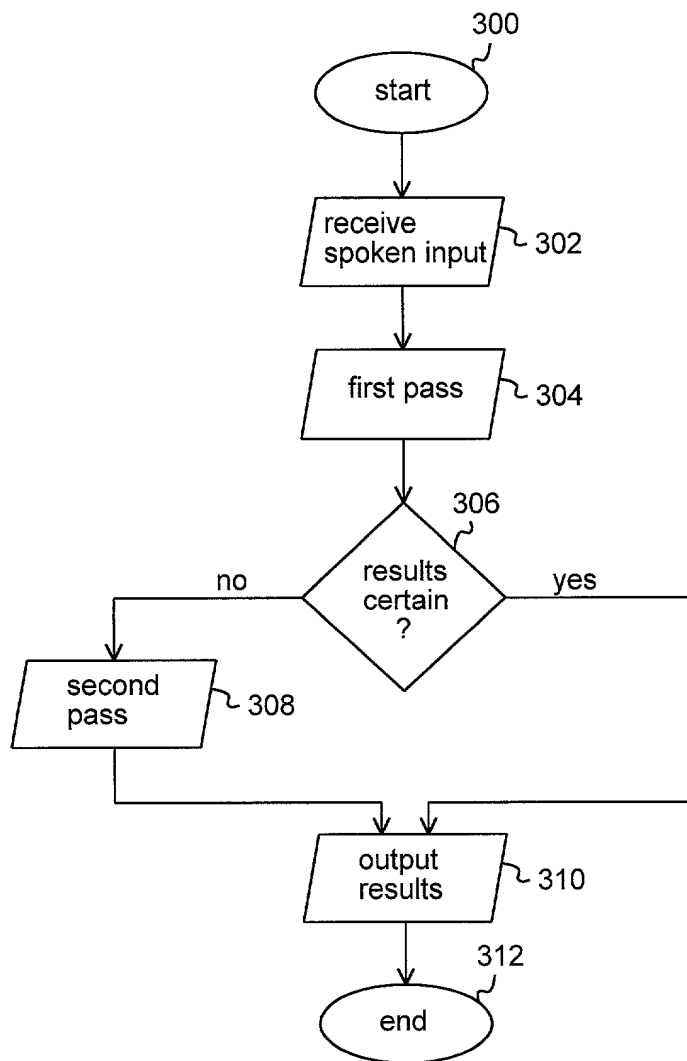 300
start
receive
spoken input
302
first pass
304
306
results
certain
?
no
yes
second
pass
308
output
results
310
312
end